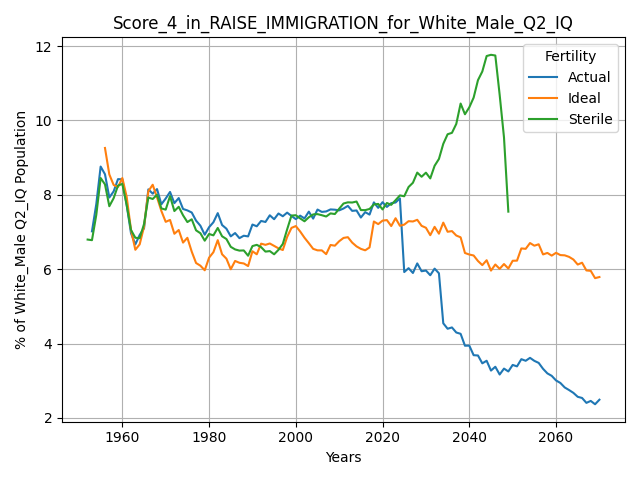 Score_4_in_RAISE_IMMIGRATION_for_White_Male_Q2_IQ
12
10
8
6
4
2
% of White_Male Q2_IQ Population
Fertility
Actual
Ideal
Sterile
1960 1980 2000 2020 2040 2060
Years